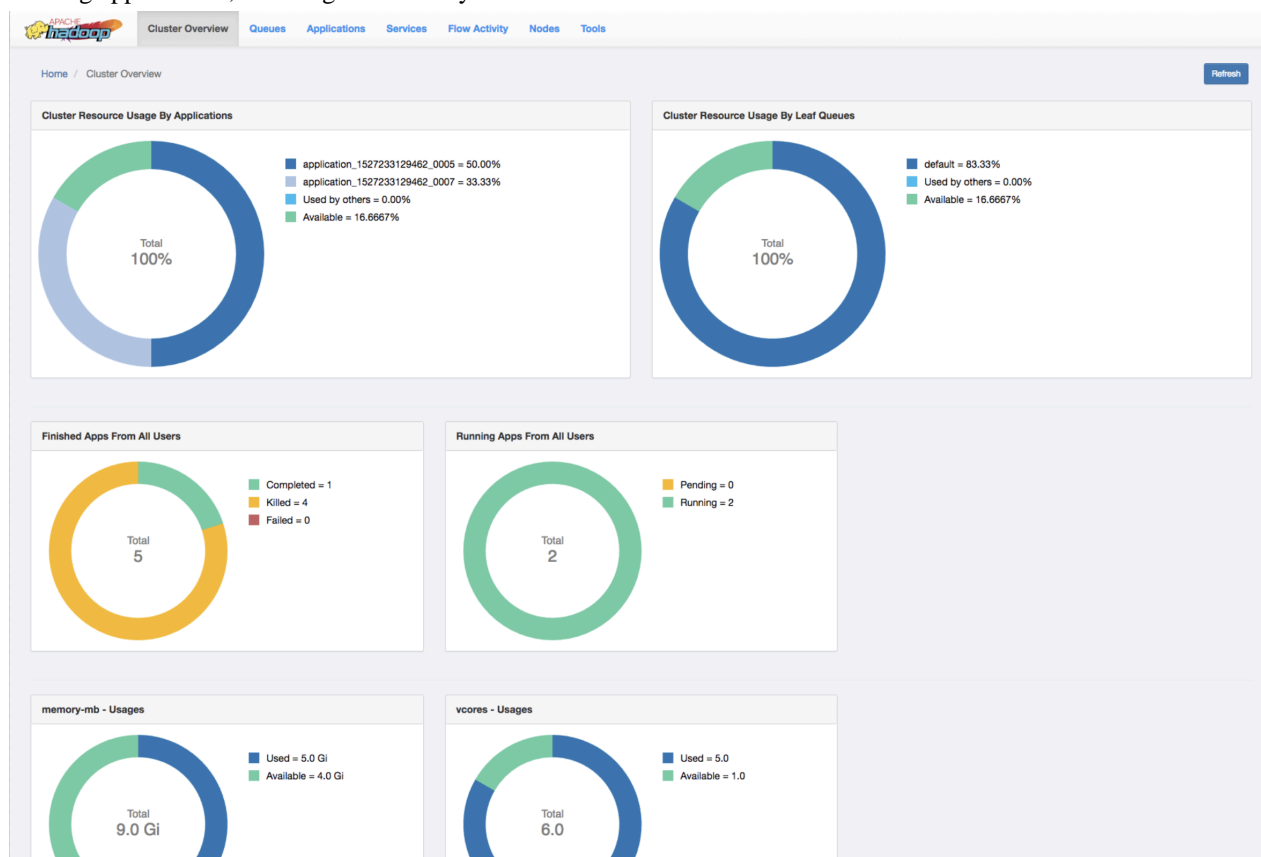 APACHE
hadoop
Cluster Overview Queues Applications Services Flow Activity Nodes Tools
Home / Cluster Overview
Refresh
Cluster Resource Usage By Applications
application_1527233129462_0005 = 50.00%
application_1527233129462_0007 = 33.33%
Used by others = 0.00%
Available = 16.6667%
Total
100%
Cluster Resource Usage By Leaf Queues
default = 83.33%
Used by others = 0.00%
Available = 16.6667%
Total
100%
Finished Apps From All Users
Completed = 1
Killed = 4
Failed = 0
Total
5
Running Apps From All Users
Pending = 0
Running = 2
Total
2
memory-mb - Usages
Used = 5.0 Gi
Available = 4.0 Gi
Total
9.0 Gi
vcores - Usages
Used = 5.0
Available = 1.0
Total
6.0